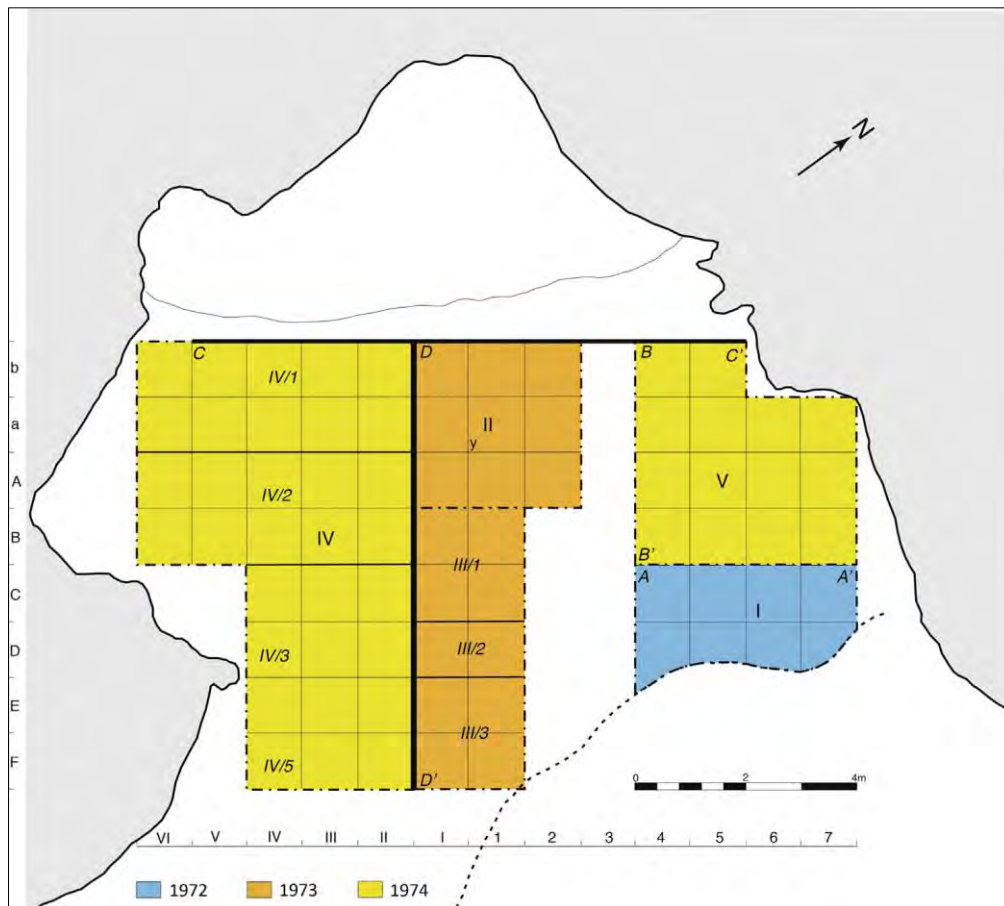 N
b
C
IV/1
D
B
C'
a
II
y
A
IV/2
V
B
IV
III/1
B'
C
A
A'
I
D
IV/3
III/2
E
III/3
F
IV/5
D'
0 2 4m
VI V IV III II I 1 2 3 4 5 6 7
1972 1973 1974